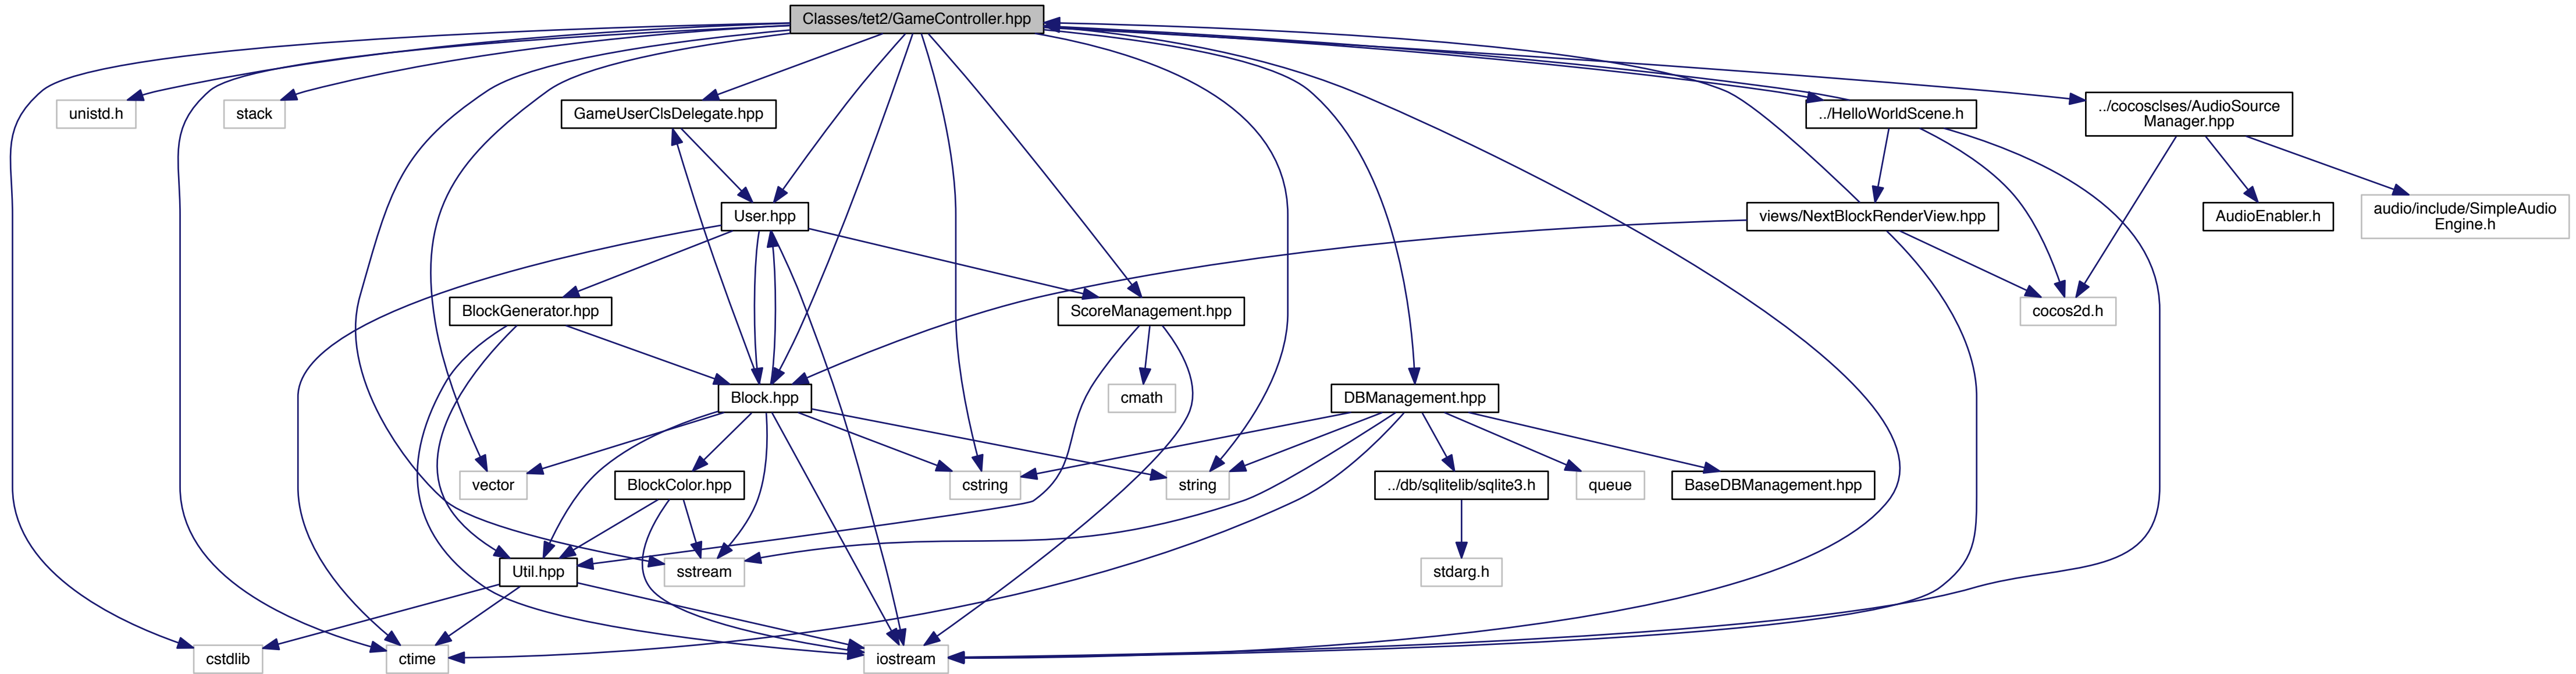 Classes/tet2/GameController.hpp
unistd.h
stack
GameUserClsDelegate.hpp
../HelloWorldScene.h
../cocosclses/AudioSource
Manager.hpp
User.hpp
views/NextBlockRenderView.hpp
AudioEnabler.h
audio/include/SimpleAudio
Engine.h
BlockGenerator.hpp
ScoreManagement.hpp
cocos2d.h
Block.hpp
cmath
DBManagement.hpp
vector
BlockColor.hpp
cstring
string
../db/sqlitelib/sqlite3.h
queue
BaseDBManagement.hpp
Util.hpp
sstream
stdarg.h
cstdlib
ctime
iostream